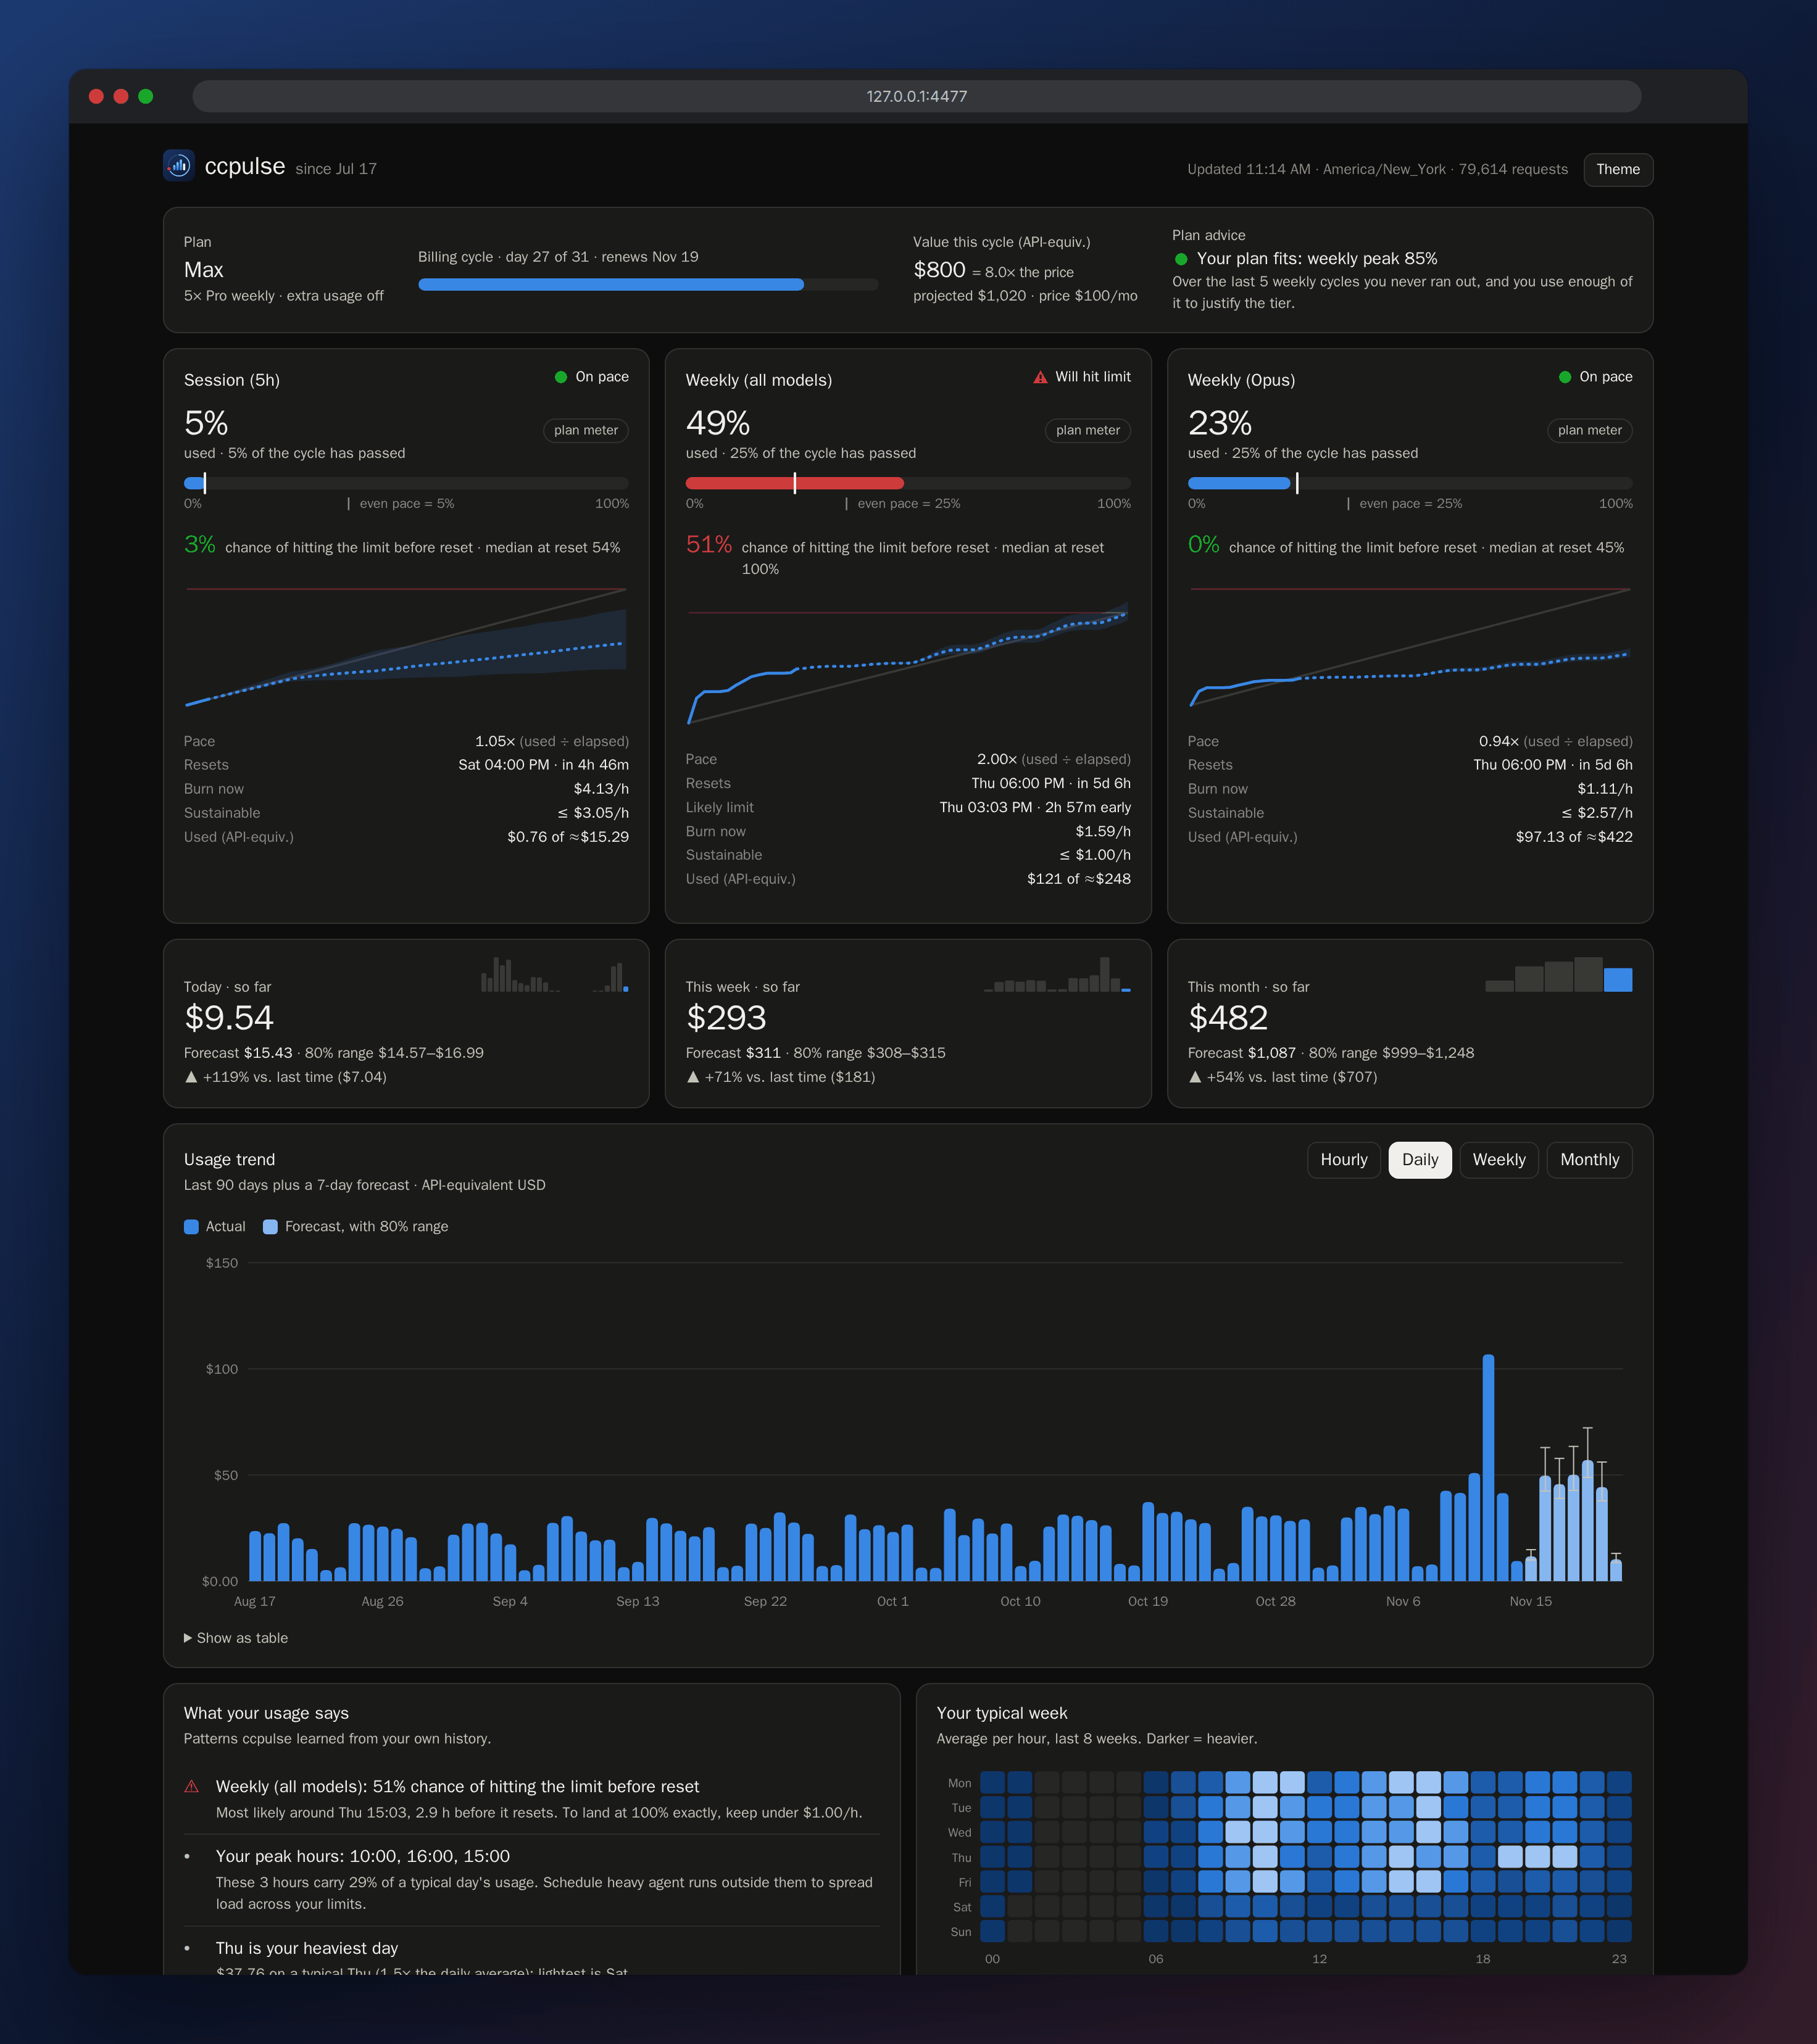 127.0.0.1:4477
ccpulse since Jul 17
Updated 11:14 AM · America/New_York · 79,614 requests
Theme
Plan
Max
5× Pro weekly · extra usage off
Billing cycle · day 27 of 31 · renews Nov 19
Value this cycle (API-equiv.)
$800 = 8.0× the price
projected $1,020 · price $100/mo
Plan advice
Your plan fits: weekly peak 85%
Over the last 5 weekly cycles you never ran out, and you use enough of
it to justify the tier.
Session (5h)
On pace
5%
plan meter
used · 5% of the cycle has passed
0% | even pace = 5% 100%
3% chance of hitting the limit before reset · median at reset 54%
Pace 1.05× (used ÷ elapsed)
Resets Sat 04:00 PM · in 4h 46m
Burn now $4.13/h
Sustainable ≤ $3.05/h
Used (API-equiv.) $0.76 of ≈$15.29
Weekly (all models)
Will hit limit
49%
plan meter
used · 25% of the cycle has passed
0% | even pace = 25% 100%
51% chance of hitting the limit before reset · median at reset
100%
Pace 2.00× (used ÷ elapsed)
Resets Thu 06:00 PM · in 5d 6h
Likely limit Thu 03:03 PM · 2h 57m early
Burn now $1.59/h
Sustainable ≤ $1.00/h
Used (API-equiv.) $121 of ≈$248
Weekly (Opus)
On pace
23%
plan meter
used · 25% of the cycle has passed
0% | even pace = 25% 100%
0% chance of hitting the limit before reset · median at reset 45%
Pace 0.94× (used ÷ elapsed)
Resets Thu 06:00 PM · in 5d 6h
Burn now $1.11/h
Sustainable ≤ $2.57/h
Used (API-equiv.) $97.13 of ≈$422
Today · so far
$9.54
Forecast $15.43 · 80% range $14.57–$16.99
▲ +119% vs. last time ($7.04)
This week · so far
$293
Forecast $311 · 80% range $308–$315
▲ +71% vs. last time ($181)
This month · so far
$482
Forecast $1,087 · 80% range $999–$1,248
▲ +54% vs. last time ($707)
Usage trend
Last 90 days plus a 7-day forecast · API-equivalent USD
Hourly Daily Weekly Monthly
Actual Forecast, with 80% range
$150
$100
$50
$0.00
Aug 17 Aug 26 Sep 4 Sep 13 Sep 22 Oct 1 Oct 10 Oct 19 Oct 28 Nov 6 Nov 15
▶ Show as table
What your usage says
Patterns ccpulse learned from your own history.
⚠ Weekly (all models): 51% chance of hitting the limit before reset
Most likely around Thu 15:03, 2.9 h before it resets. To land at 100% exactly, keep under $1.00/h.
• Your peak hours: 10:00, 16:00, 15:00
These 3 hours carry 29% of a typical day's usage. Schedule heavy agent runs outside them to spread
load across your limits.
• Thu is your heaviest day
$37.76 on a typical Thu (1.5× the daily average); lightest is Sat.
Your typical week
Average per hour, last 8 weeks. Darker = heavier.
Mon
Tue
Wed
Thu
Fri
Sat
Sun
00 06 12 18 23